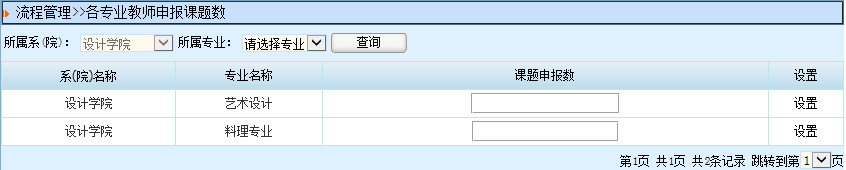 流程管理>>各专业教师申报课题数
所属系(院): 设计学院 所属专业: 请选择专业 查询
系(院)名称 专业名称 课题申报数 设置
设计学院 艺术设计 设置
设计学院 料理专业 设置
第1页 共1页 共2条记录 跳转到第1页